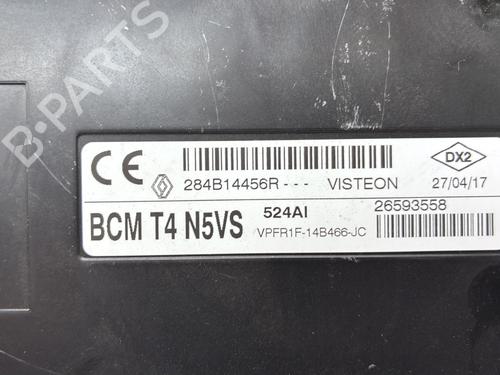 B-PARTS
CE
DX2
284B14456R - - - VISTEON 27/04/17
BCM T4 N5VS 524AI 26593558
VPFR1F-14B466-JC